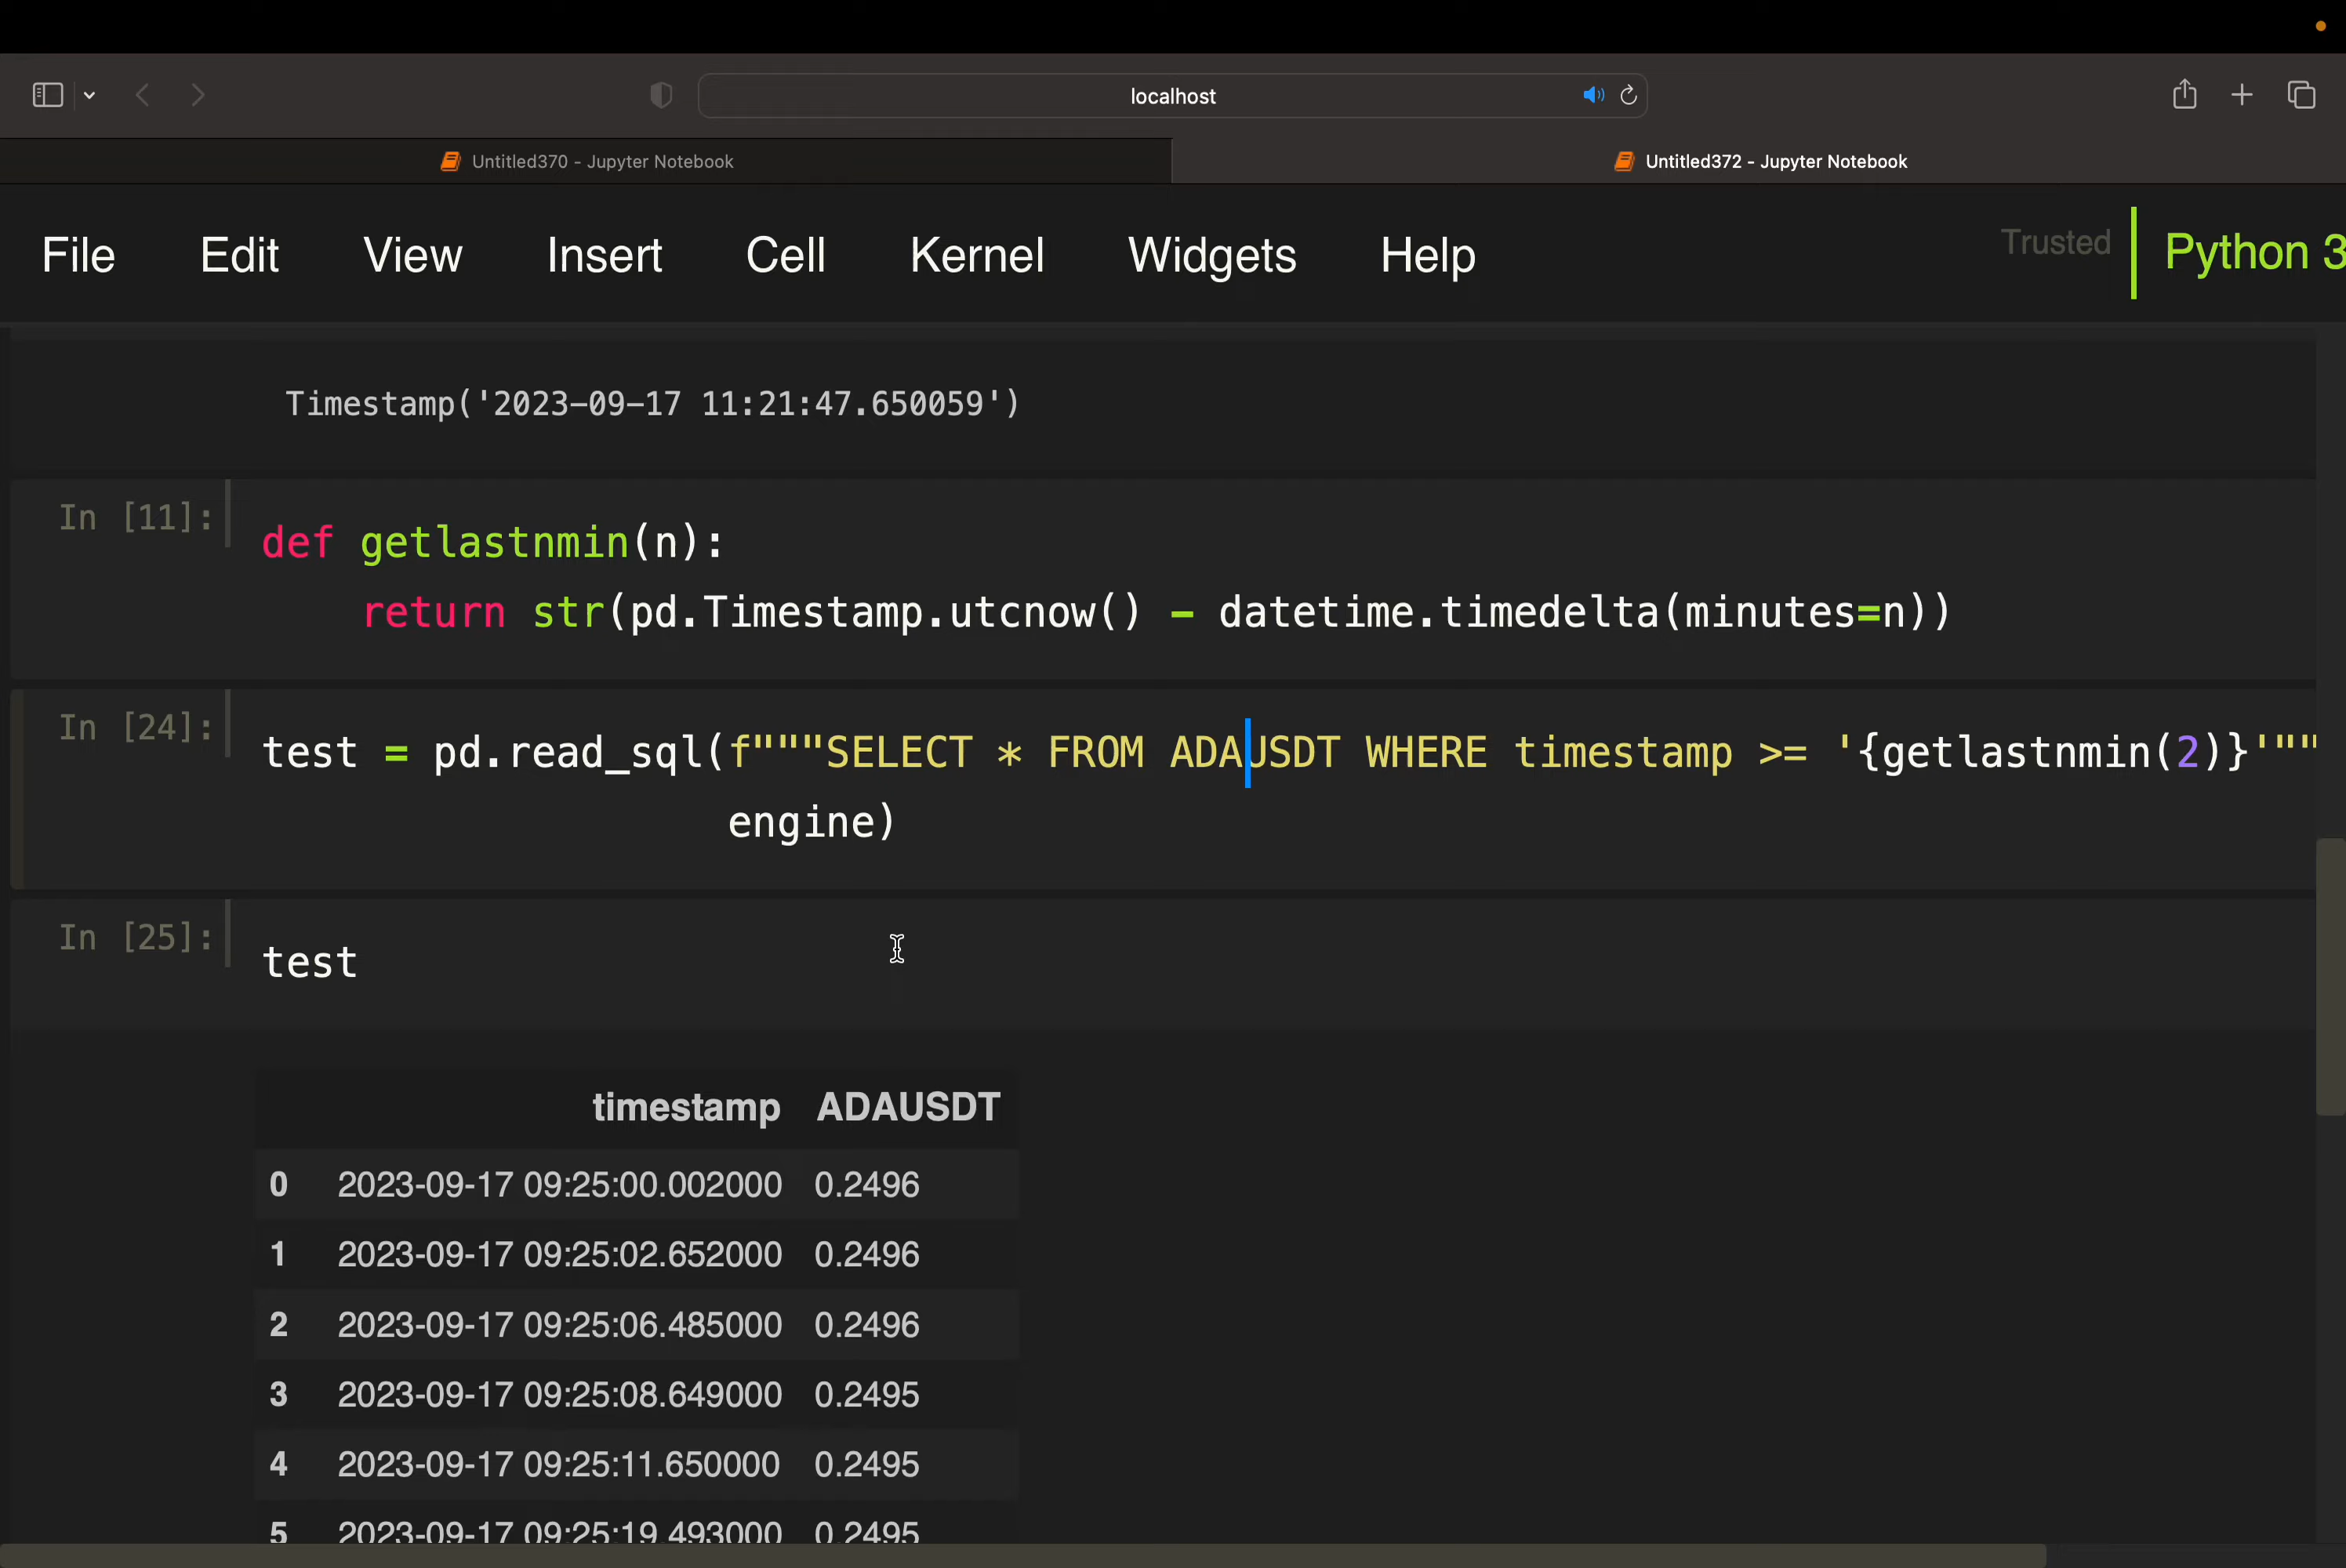 localhost
Untitled370 - Jupyter Notebook
Untitled372 - Jupyter Notebook
File Edit View Insert Cell Kernel Widgets Help Trusted Python 3
Timestamp('2023-09-17 11:21:47.650059')
In [11]:
def getlastnmin(n):
return str(pd.Timestamp.utcnow() - datetime.timedelta(minutes=n))
In [24]:
test = pd.read_sql(f"""SELECT * FROM ADAUSDT WHERE timestamp >= '{getlastnmin(2)}'"""
engine)
In [25]:
test
timestamp ADAUSDT
0 2023-09-17 09:25:00.002000 0.2496
1 2023-09-17 09:25:02.652000 0.2496
2 2023-09-17 09:25:06.485000 0.2496
3 2023-09-17 09:25:08.649000 0.2495
4 2023-09-17 09:25:11.650000 0.2495
5 2023-09-17 09:25:19.493000 0.2495